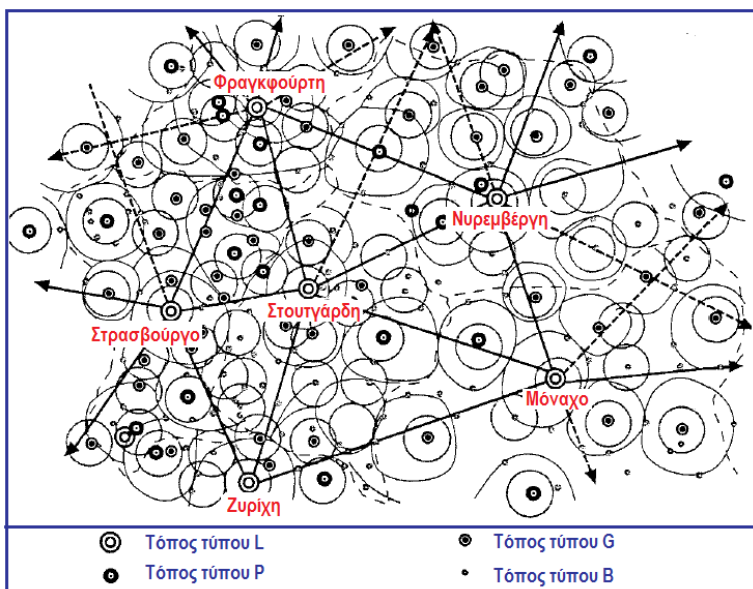 Φραγκφούρτη
Νυρεμβέργη
Στουτγάρδη
Στρασβούργο
Μόναχο
Ζυρίχη
Τόπος τύπου L
Τόπος τύπου G
Τόπος τύπου P
Τόπος τύπου B